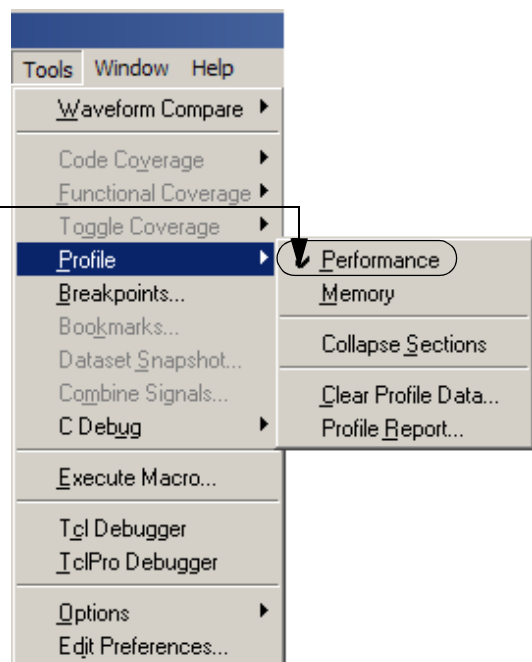 Tools Window Help
Waveform Compare
Code Coverage
Functional Coverage
Toggle Coverage
Profile
Breakpoints...
Bookmarks...
Dataset Snapshot...
Combine Signals...
C Debug
Execute Macro...
Tcl Debugger
TclPro Debugger
Options
Edit Preferences...
Performance
Memory
Collapse Sections
Clear Profile Data...
Profile Report...